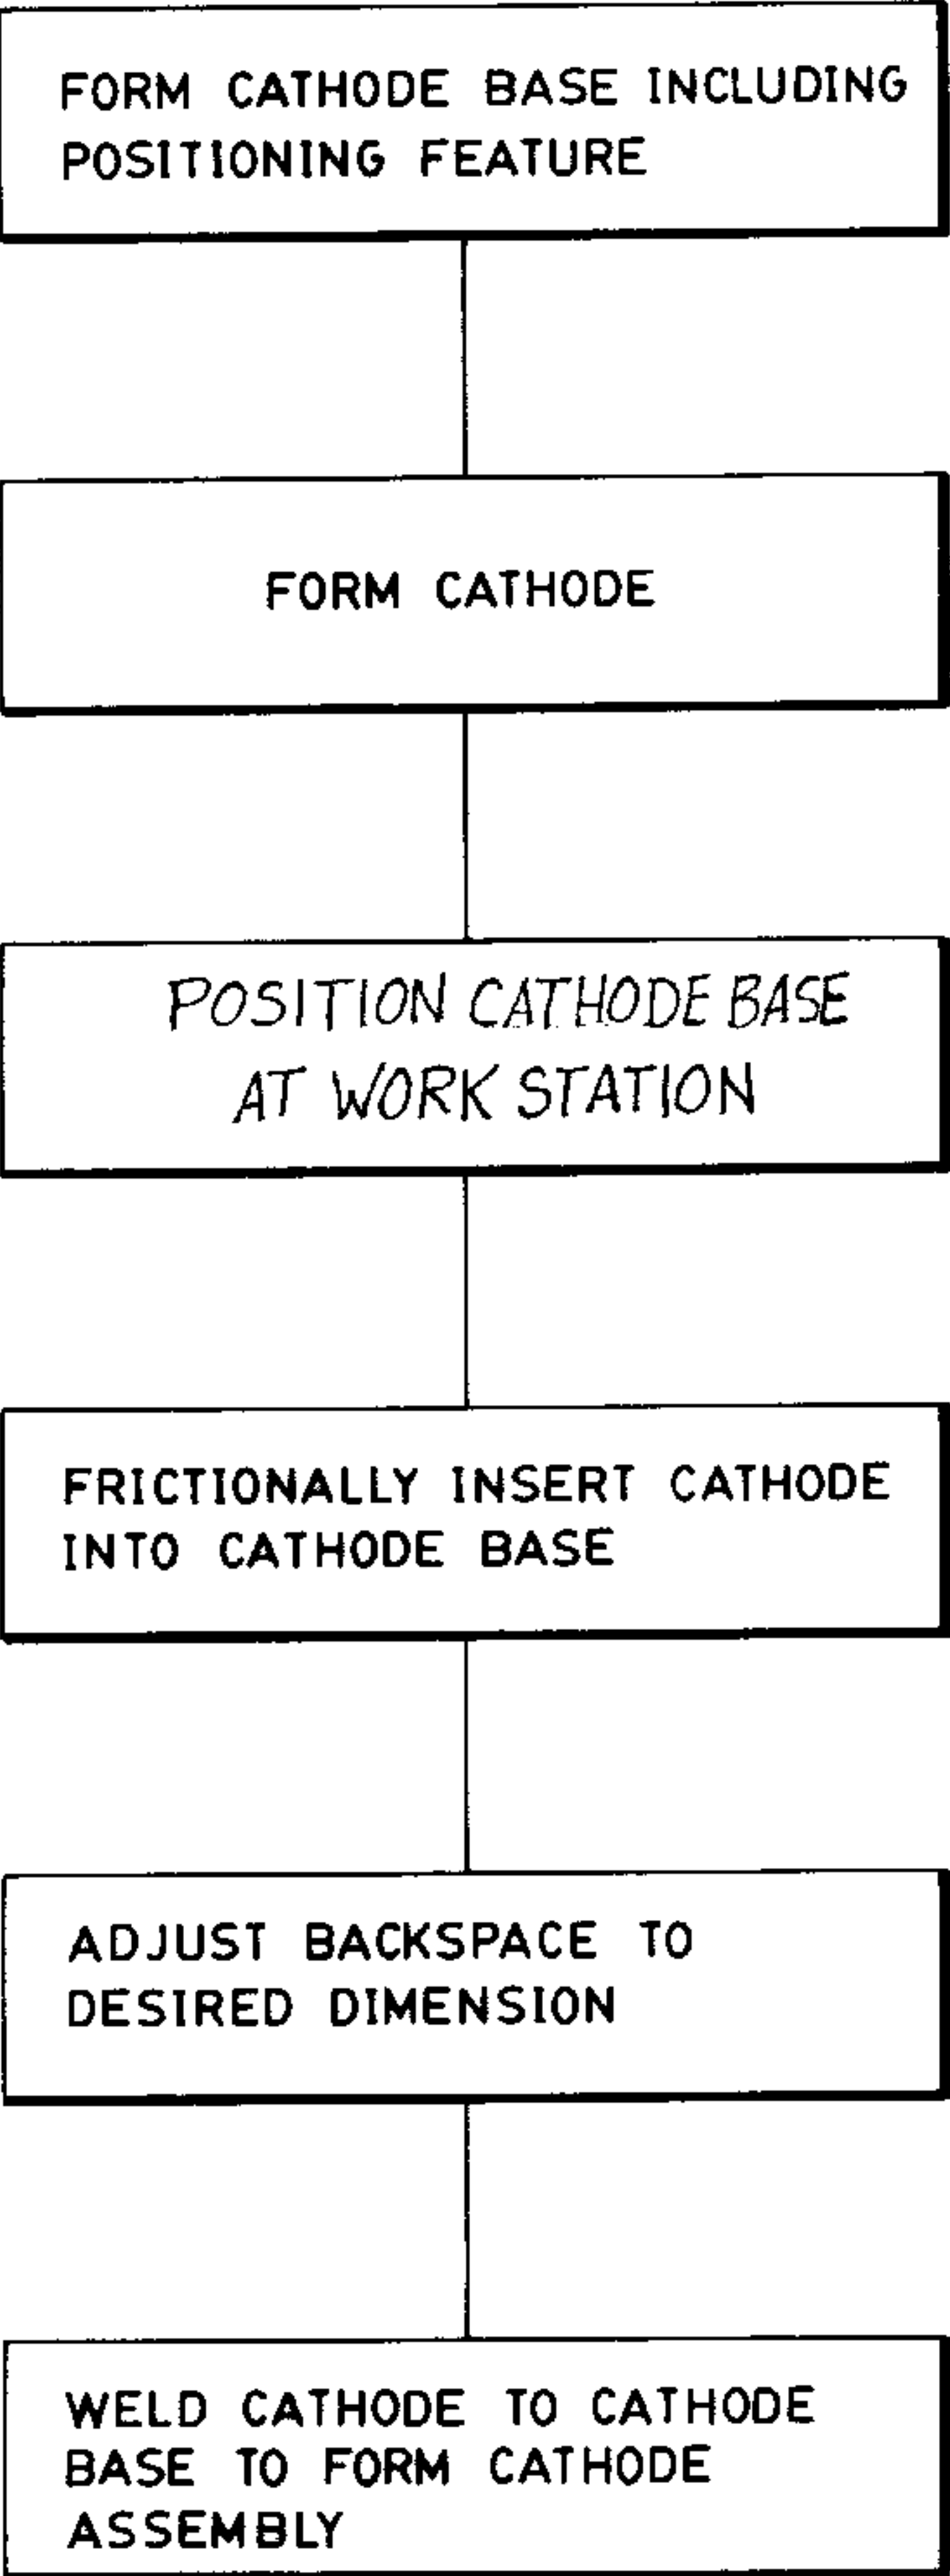 FORM CATHODE BASE INCLUDING
POSITIONING FEATURE
FORM CATHODE
POSITION CATHODE BASE
AT WORK STATION
FRICTIONALLY INSERT CATHODE
INTO CATHODE BASE
ADJUST BACKSPACE TO
DESIRED DIMENSION
WELD CATHODE TO CATHODE
BASE TO FORM CATHODE
ASSEMBLY